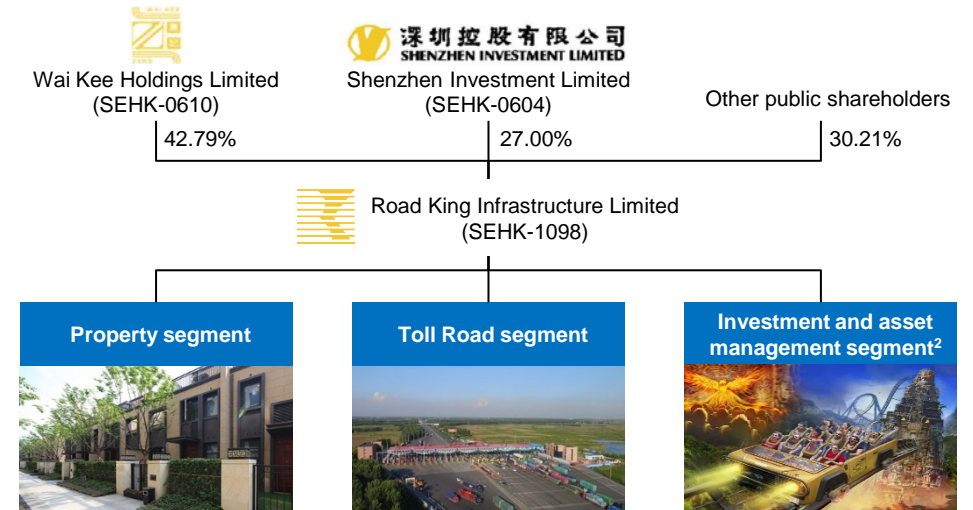 Wai Kee Holdings Limited
(SEHK-0610)
深圳控股有限公司
SHENZHEN INVESTMENT LIMITED
Shenzhen Investment Limited
(SEHK-0604)
Other public shareholders
42.79%
27.00%
30.21%
Road King Infrastructure Limited
(SEHK-1098)
Property segment
Toll Road segment
Investment and asset
management segment²